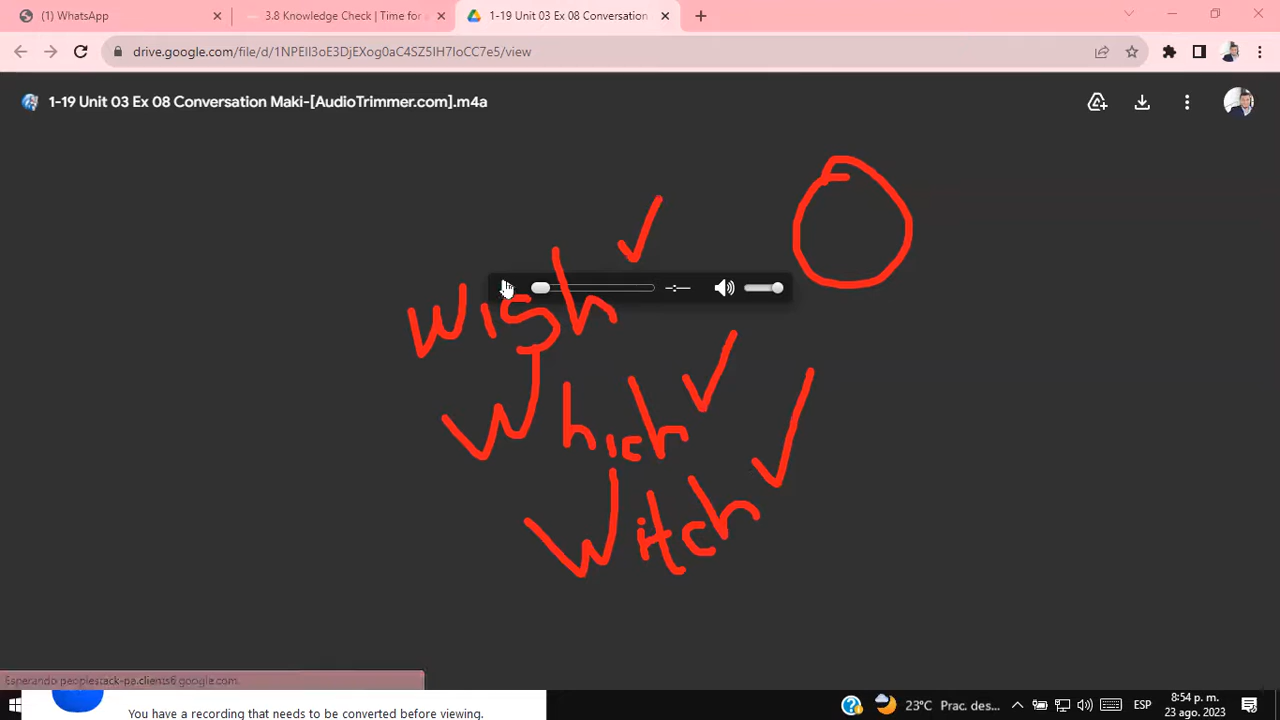 (1) WhatsApp
3.8 Knowledge Check | Time for a
1-19 Unit 03 Ex 08 Conversation
drive.google.com/file/d/1NPEIl3oE3DjEXog0aC4SZ5IH7IoCC7e5/view
1-19 Unit 03 Ex 08 Conversation Maki-[AudioTrimmer.com].m4a
Wish
Which
Witch
Esperando peoplestack-pa.clients6.google.com...
You have a recording that needs to be converted before viewing.
23°C Prac. des...
ESP
8:54 p. m.
23 ago. 2023